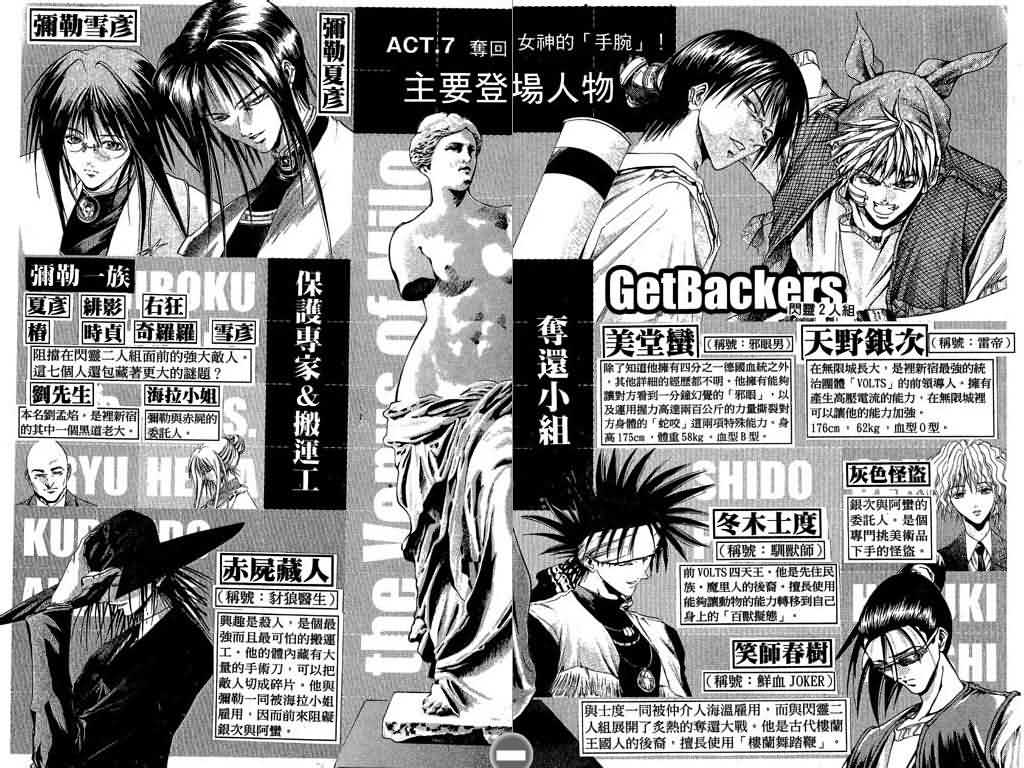 ACT.7 奪回 女神的「手腕」！
主要登場人物
彌勒雪彥
彌勒夏彥
GetBackers
閃靈2人組
美堂蠻
（稱號：邪眼男）
除了知道他擁有四分之一德國血統之外
，其他詳細的經歷都不明。他擁有能夠
讓對方看到一分鐘幻覺的「邪眼」，以
及運用握力高達兩百公斤的力量撕裂對
方身體的「蛇咬」這兩項特殊能力。身
高175cm，體重58kg，血型B型。
天野銀次
（稱號：雷帝）
在無限城長大，是裡新宿最強的統
治團體「VOLTS」的前領導人。擁有
產生高壓電流的能力，在無限城裡
可以讓他的能力加強。
176cm，62kg，血型O型。
奪還小組
保護專家＆搬運工
彌勒一族
夏彥 緋影 右狂
椿 時貞 奇羅羅 雪彥
阻擋在閃靈二人組面前的強大敵人。
這七個人還包藏著更大的謎題？
劉先生
本名劉孟焰，是裡新宿
的其中一個黑道老大。
海拉小姐
彌勒與赤屍的
委託人。
灰色怪盜
銀次與阿蠻的
委託人，是個
專門挑美術品
下手的怪盜。
冬木士度
（稱號：馴獸師）
前VOLTS四天王。他是先住民
族。魔里人的後裔，擅長使用
能夠讓動物的能力轉移到自己
身上的「百獸擬態」。
赤屍藏人
（稱號：豺狼醫生）
興趣是殺人，是個最
強而且最可怕的搬運
工。他的體內藏有大
量的手術刀，可以把
敵人切成碎片。他與
彌勒一同被海拉小姐
雇用，因而前來阻礙
銀次與阿蠻。
笑師春樹
（稱號：鮮血JOKER）
與士度一同被仲介人海溫雇用，而與閃靈二
人組展開了炙熱的奪還大戰。他是古代樓蘭
王國人的後裔，擅長使用「樓蘭舞踏鞭」。
the Venus of Milo